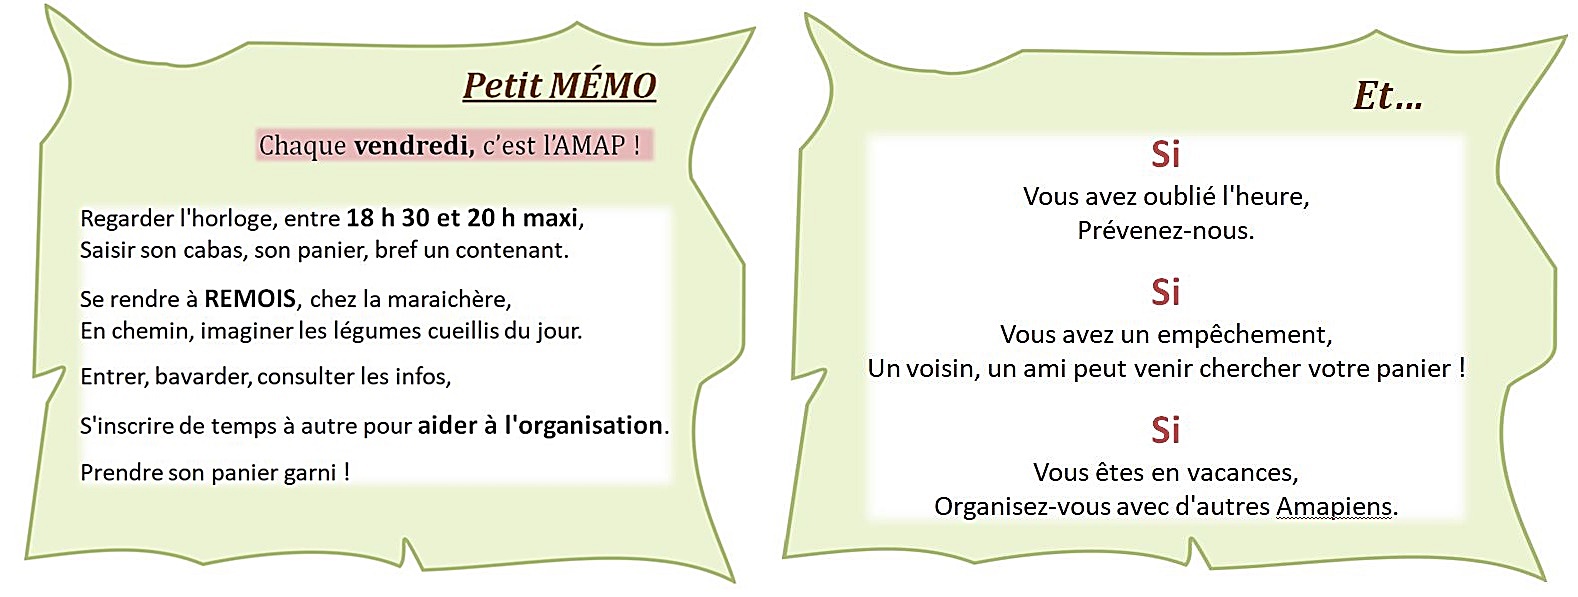 Petit MÉMO
Chaque vendredi, c’est l’AMAP !
Regarder l'horloge, entre 18 h 30 et 20 h maxi,
Saisir son cabas, son panier, bref un contenant.
Se rendre à REMOIS, chez la maraichère,
En chemin, imaginer les légumes cueillis du jour.
Entrer, bavarder, consulter les infos,
S'inscrire de temps à autre pour aider à l'organisation.
Prendre son panier garni !
Et...
Si
Vous avez oublié l'heure,
Prévenez-nous.
Si
Vous avez un empêchement,
Un voisin, un ami peut venir chercher votre panier !
Si
Vous êtes en vacances,
Organisez-vous avec d'autres Amapiens.